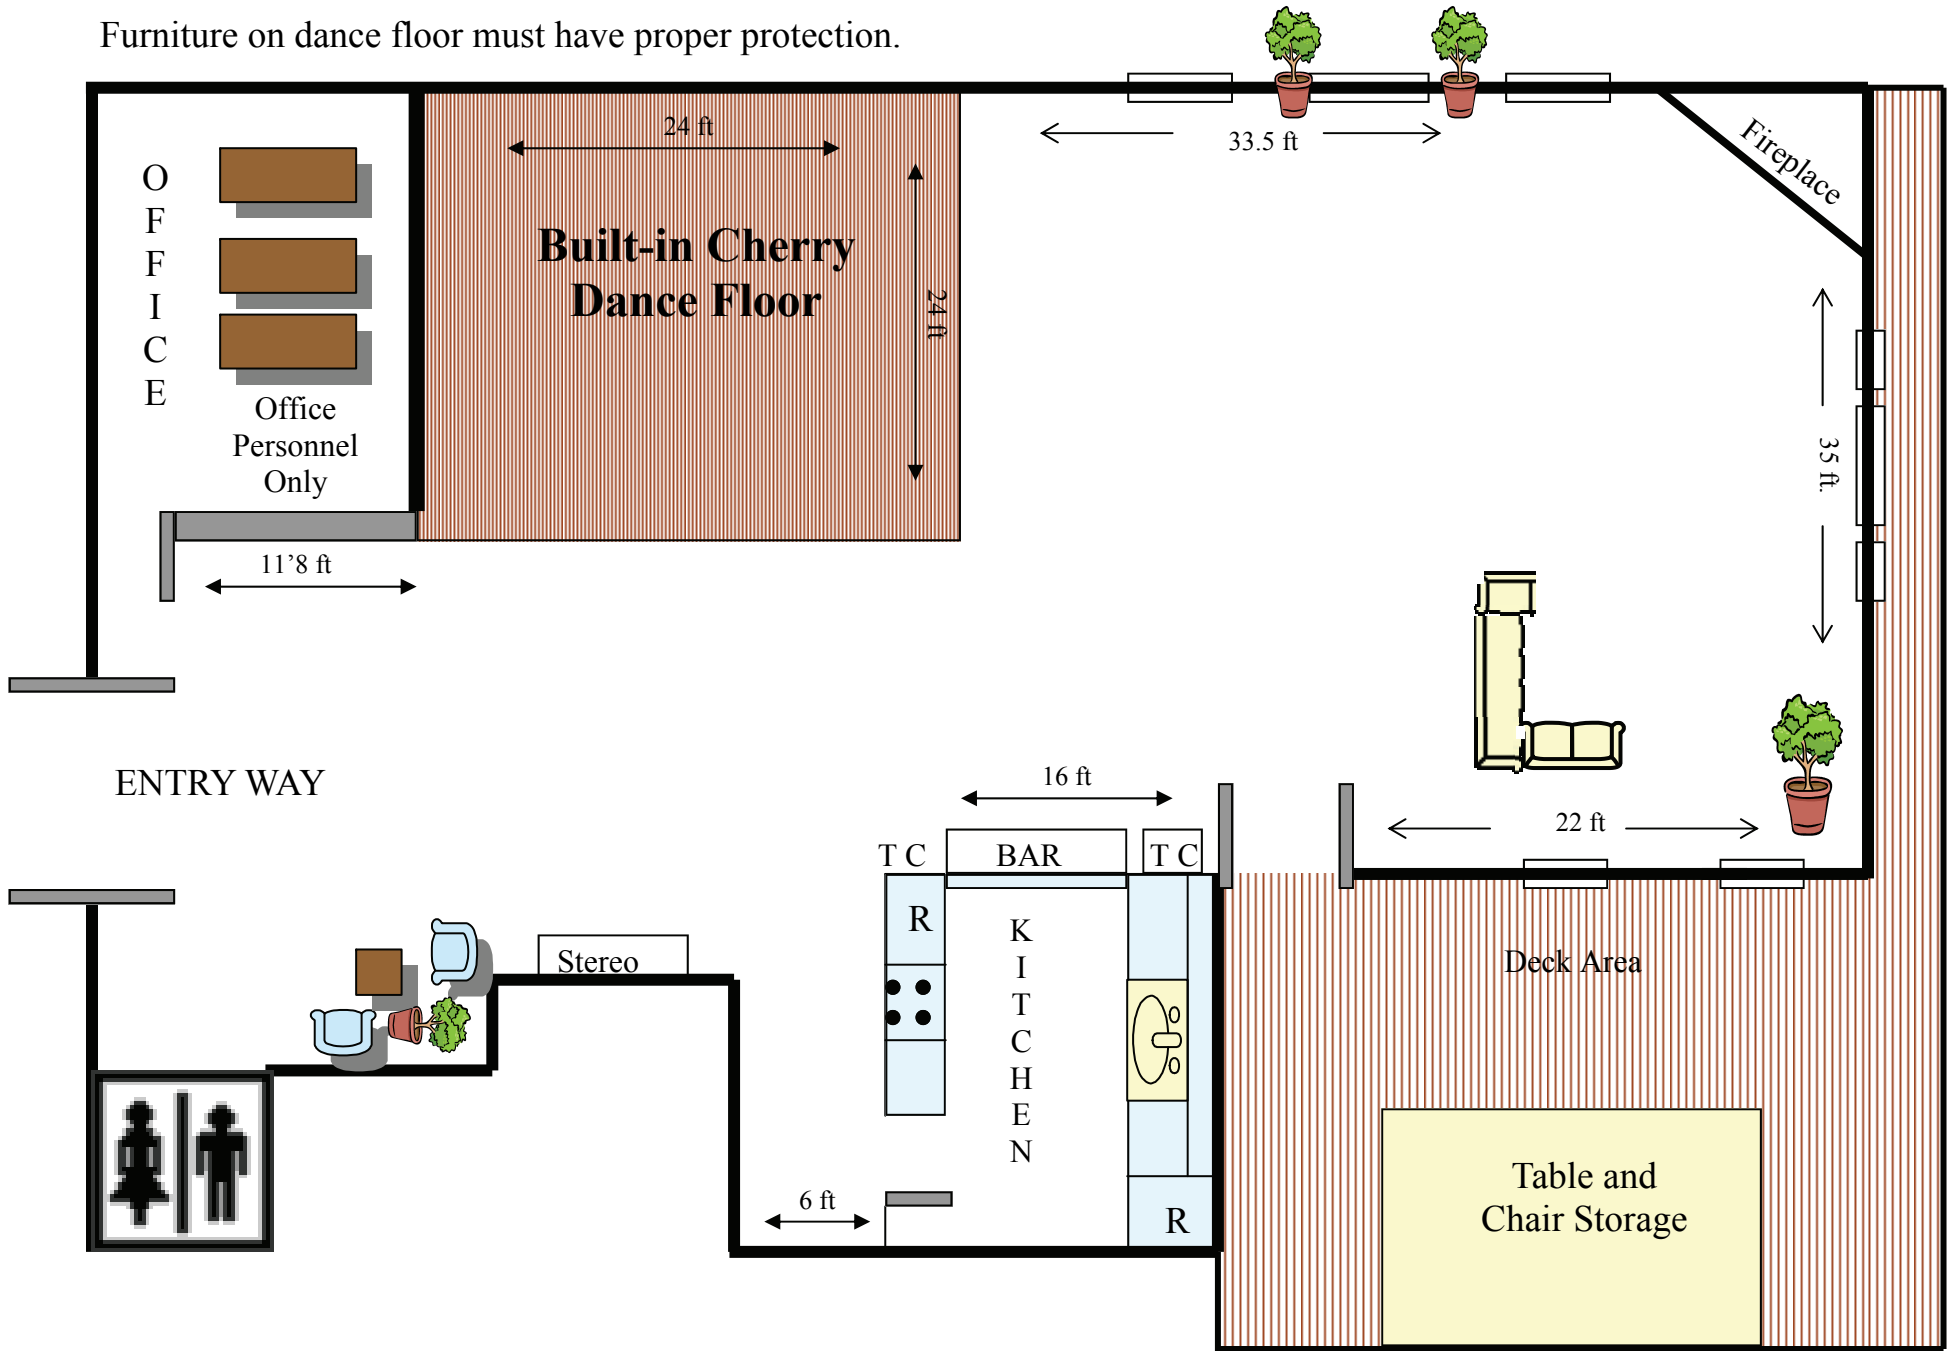 Furniture on dance floor must have proper protection.
24 ft
33.5 ft
Fireplace
O
F
F
I
C
E
Built-in Cherry
Dance Floor
24 ft
Office
Personnel
Only
35 ft.
11’8 ft
ENTRY WAY
16 ft
22 ft
T C
BAR
T C
R
K
I
T
C
H
E
N
Stereo
Deck Area
6 ft
R
Table and
Chair Storage